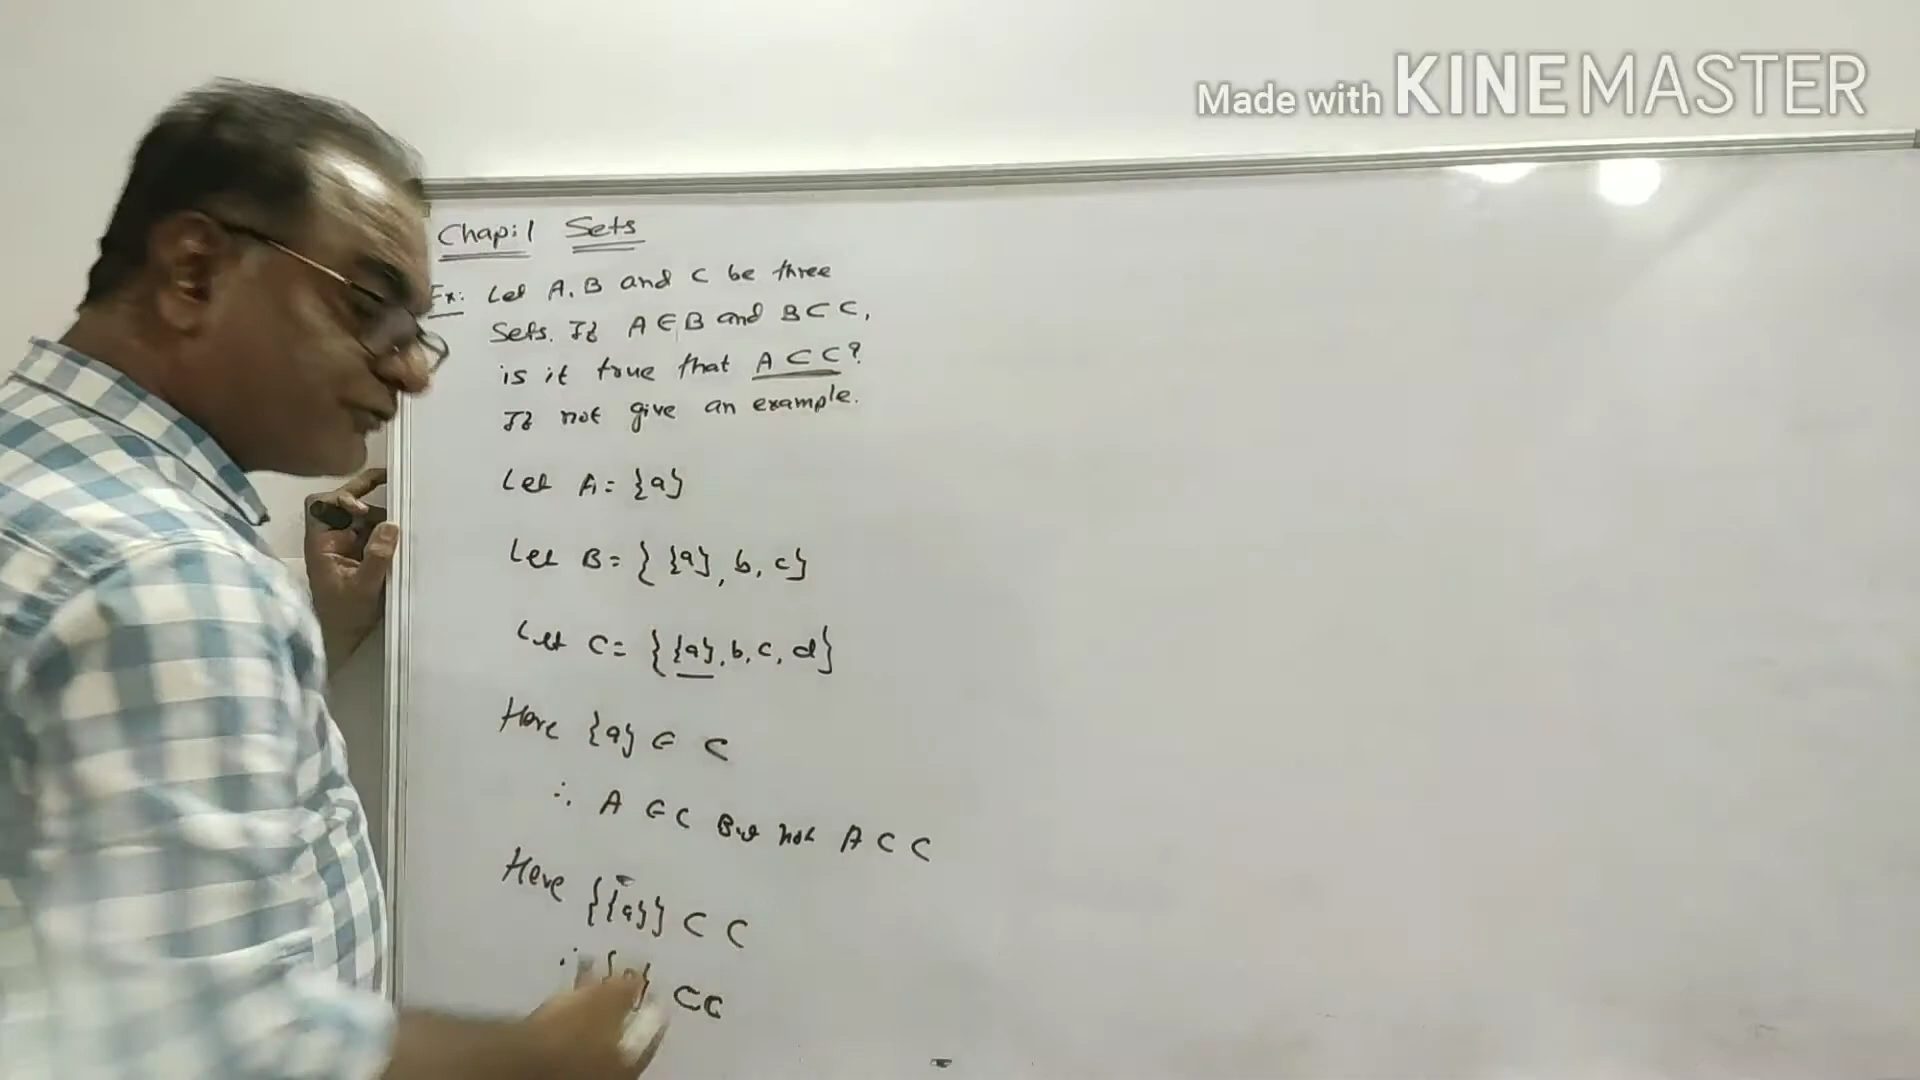 Made with KINEMASTER
Chap:1 Sets
Ex: Let A, B and C be three
Sets. If A ∈ B and B ⊂ C,
is it true that A ⊂ C?
If not give an example.
Let A = {a}
Let B = { {a}, b, c}
Let C = { {a}, b, c, d}
Here {a} ∈ C
∴ A ∈ C But not A ⊂ C
Here {{a}} ⊂ C
⊂ C